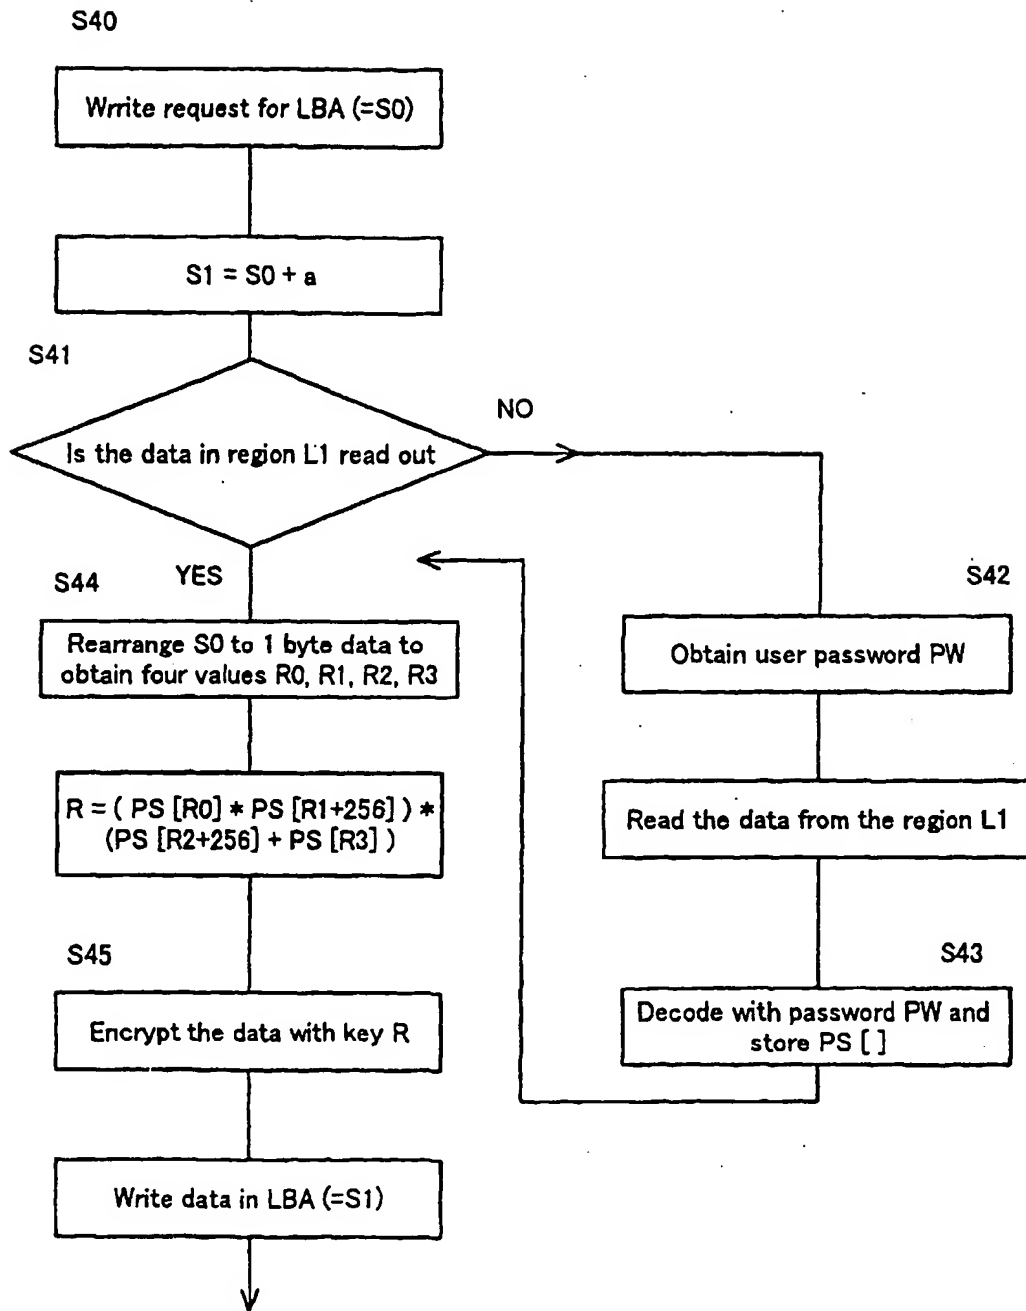 S40
Wrrite request for LBA (=S0)
S1 = S0 + a
S41
Is the data in region L1 read out
NO
YES
S44
Rearrange S0 to 1 byte data to
obtain four values R0, R1, R2, R3
R = ( PS [R0] * PS [R1+256] ) *
(PS [R2+256] + PS [R3] )
S45
Encrypt the data with key R
Write data in LBA (=S1)
S42
Obtain user password PW
Read the data from the region L1
S43
Decode with password PW and
store PS [ ]